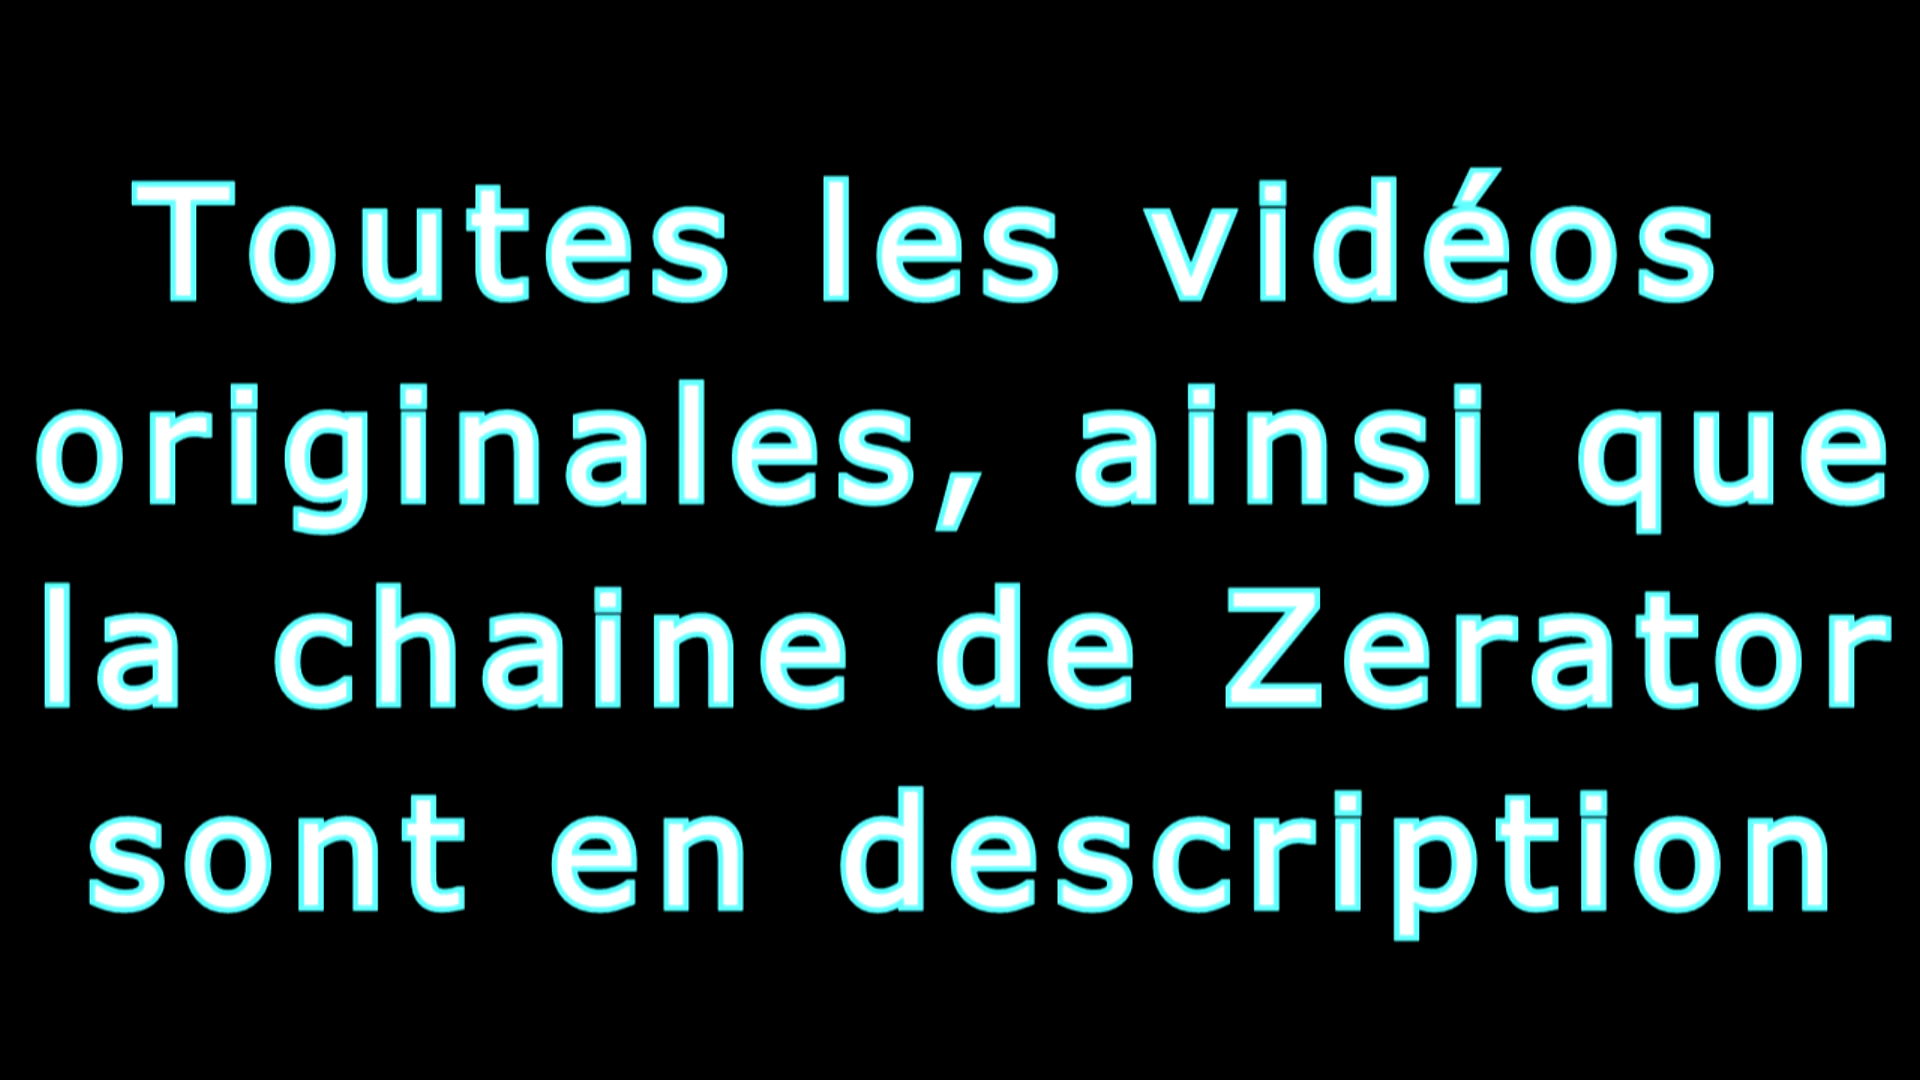 Toutes les vidéos
originales, ainsi que
la chaine de Zerator
sont en description